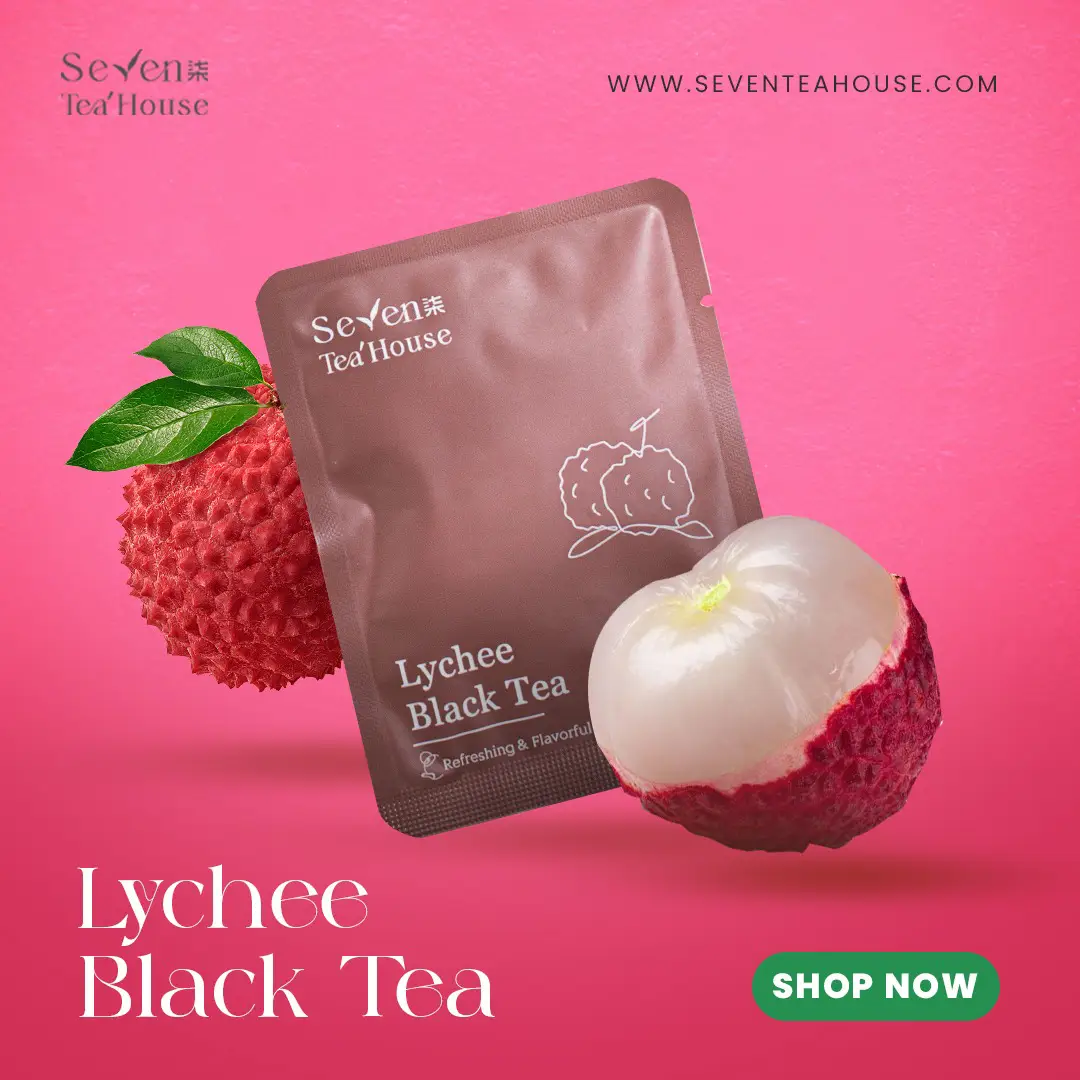 Seven柒
Tea'House
WWW.SEVENTEAHOUSE.COM
Seven柒
Tea'House
Lychee
Black Tea
Refreshing & Flavorful
Lychee
Black Tea
SHOP NOW